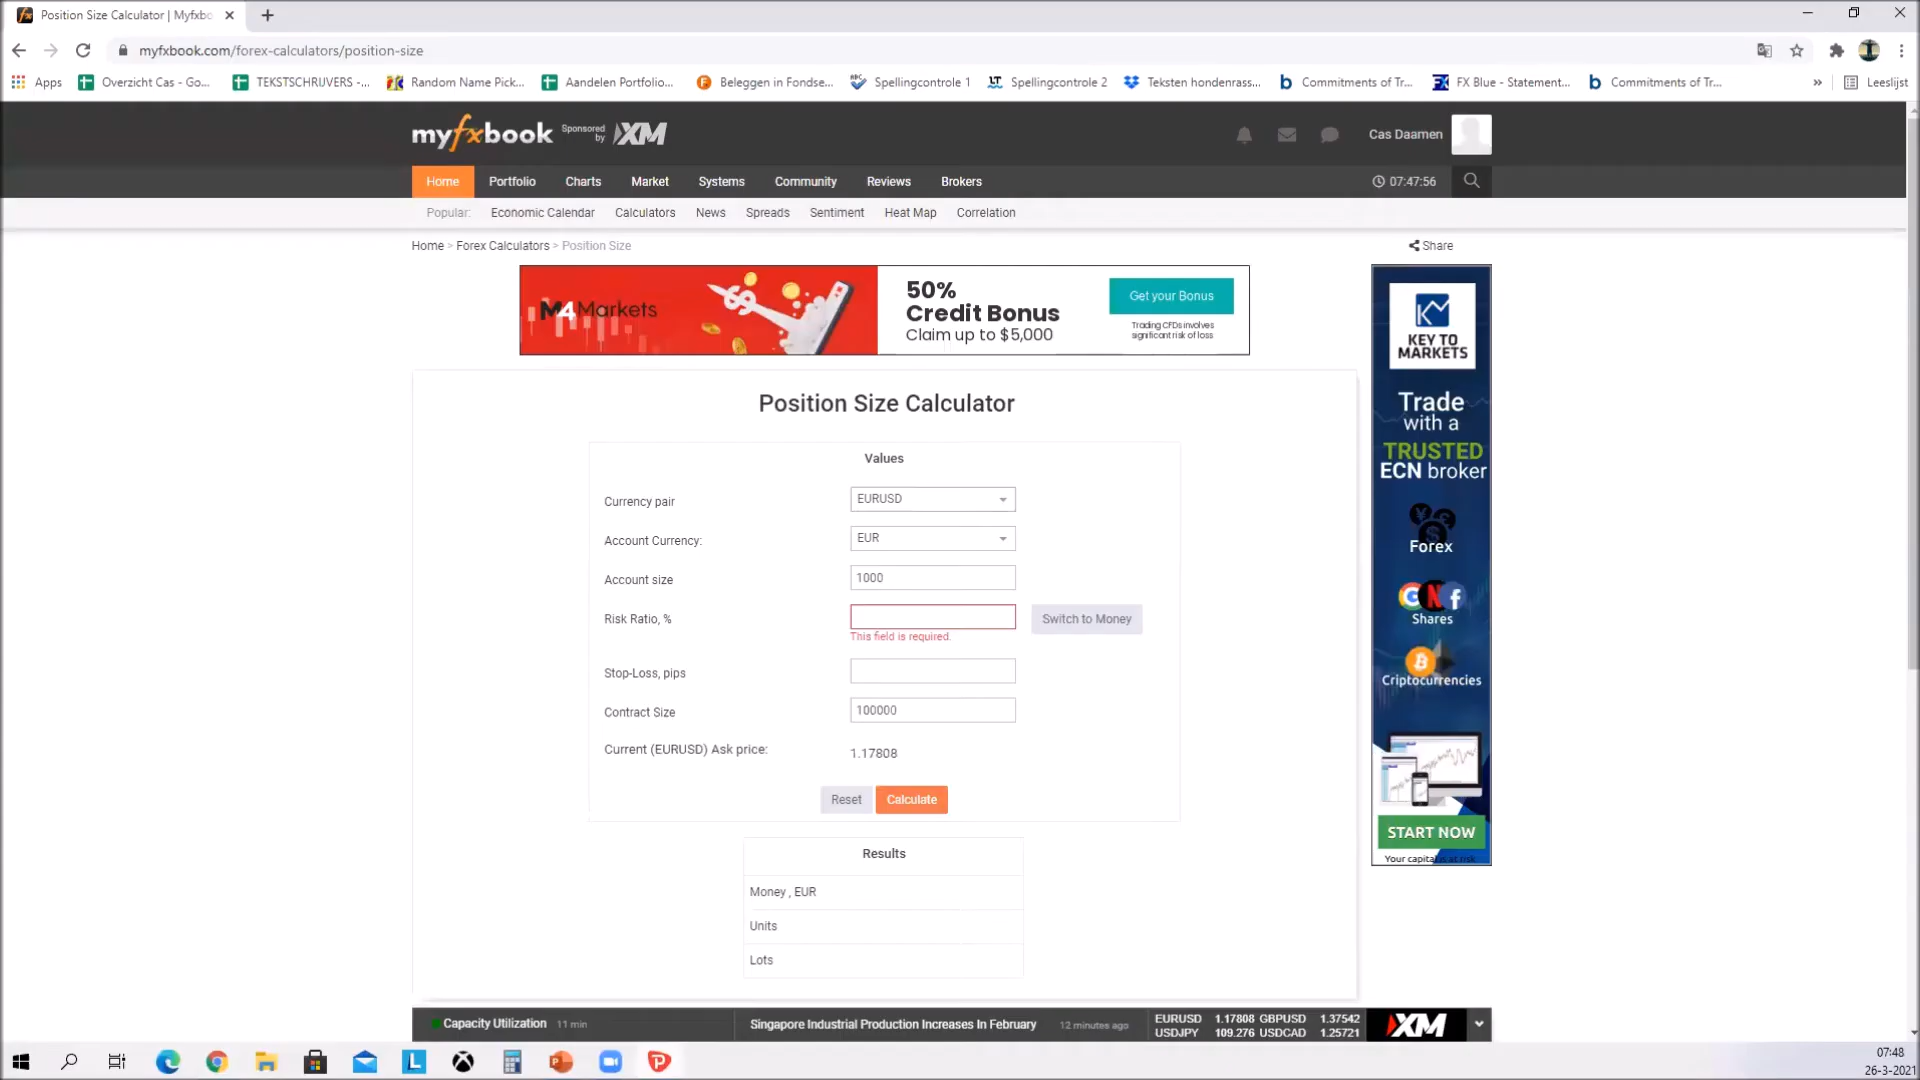 Position Size Calculator | Myfxbo
myfxbook.com/forex-calculators/position-size
Apps Overzicht Cas - Go... TEKSTSCHRIJVERS -... Random Name Pick... Aandelen Portfolio... Beleggen in Fondse... Spellingcontrole 1 Spellingcontrole 2 Teksten hondenrass... Commitments of Tr... FX Blue - Statement... Commitments of Tr... » Leeslijst
myfxbook Sponsored by XM Cas Daamen
Home Portfolio Charts Market Systems Community Reviews Brokers 07:47:56
Popular: Economic Calendar Calculators News Spreads Sentiment Heat Map Correlation
Home > Forex Calculators > Position Size Share
M4Markets
50%
Credit Bonus
Claim up to $5,000
Get your Bonus
Trading CFDs involves
significant risk of loss
KEY TO
MARKETS
Trade
with a
TRUSTED
ECN broker
Forex
Shares
Criptocurrencies
START NOW
Your capital is at risk
Position Size Calculator
Values
Currency pair EURUSD
Account Currency: EUR
Account size 1000
Risk Ratio, % Switch to Money
This field is required.
Stop-Loss, pips
Contract Size 100000
Current (EURUSD) Ask price: 1.17808
Reset Calculate
Results
Money , EUR
Units
Lots
Capacity Utilization 11 min Singapore Industrial Production Increases In February 12 minutes ago
EURUSD 1.17808 GBPUSD 1.37542
USDJPY 109.276 USDCAD 1.25721
XM
07:48
26-3-2021